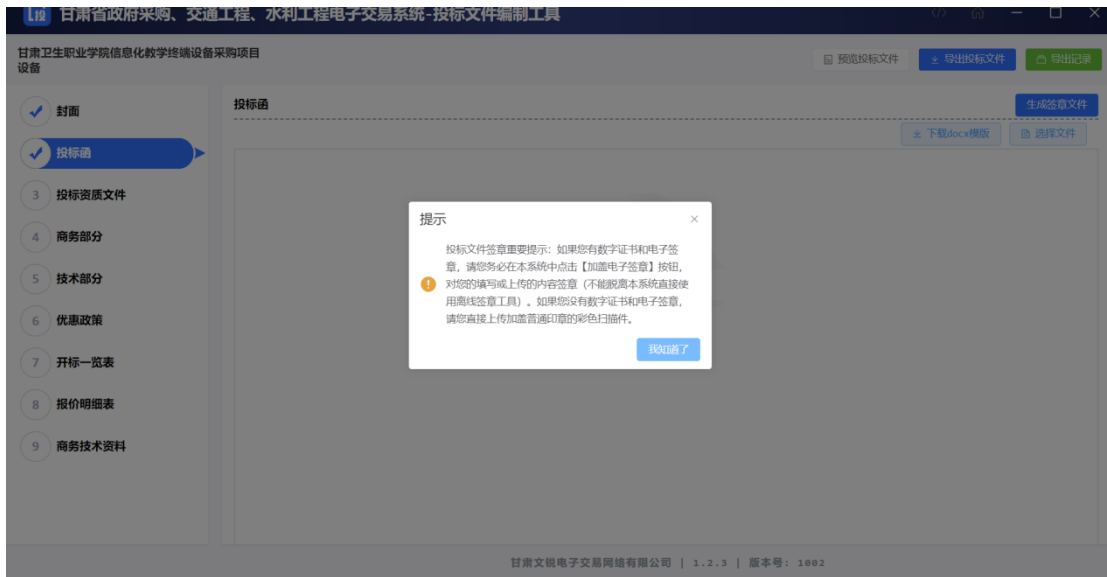 投 甘肃省政府采购、交通工程、水利工程电子交易系统-投标文件编制工具
甘肃卫生职业学院信息化教学终端设备采购项目
设备
预览投标文件
导出投标文件
导出记录
封面
投标函
3 投标资质文件
4 商务部分
5 技术部分
6 优惠政策
7 开标一览表
8 报价明细表
9 商务技术资料
投标函
生成签章文件
下载docx模版
选择文件
提示
投标文件签章重要提示：如果您有数字证书和电子签
章，请您务必在本系统中点击【加盖电子签章】按钮，
对您的填写或上传的内容签章（不能脱离本系统直接使
用离线签章工具）。如果您没有数字证书和电子签章，
请您直接上传加盖普通印章的彩色扫描件。
我知道了
甘肃文锐电子交易网络有限公司 | 1.2.3 | 版本号: 1002